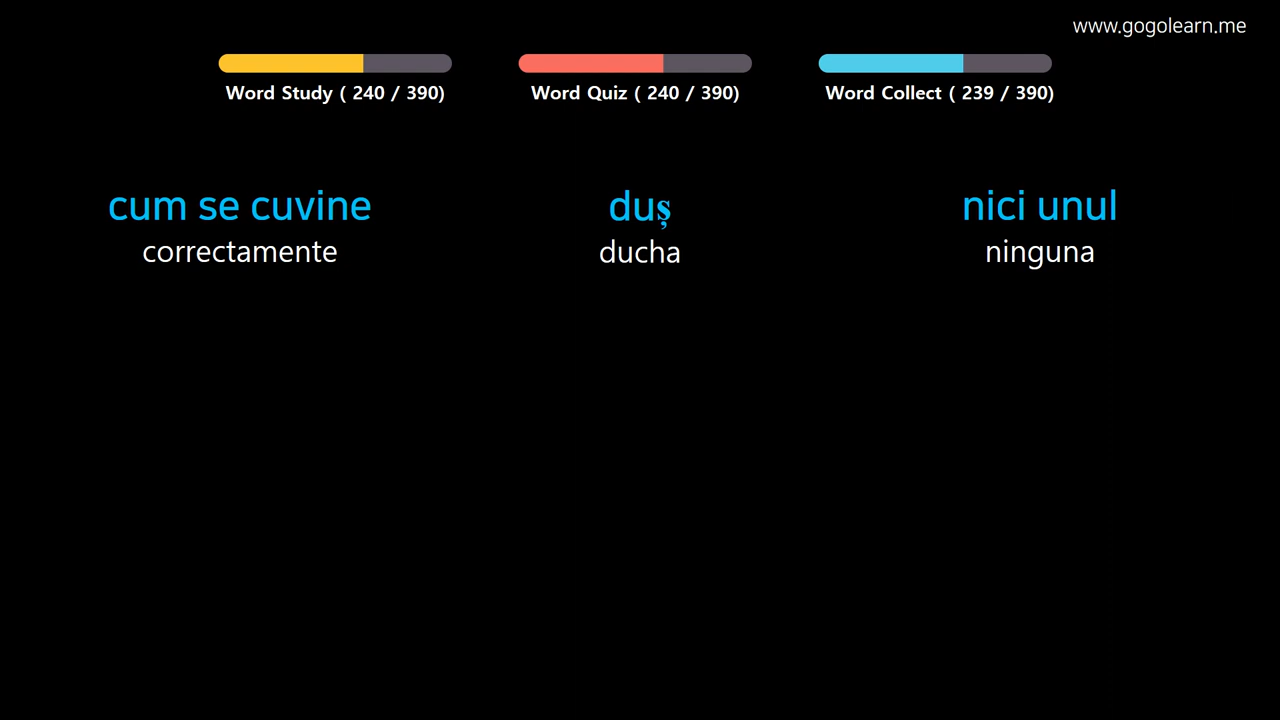 www.gogolearn.me
Word Study ( 240 / 390)
Word Quiz ( 240 / 390)
Word Collect ( 239 / 390)
cum se cuvine
correctamente
duș
ducha
nici unul
ninguna